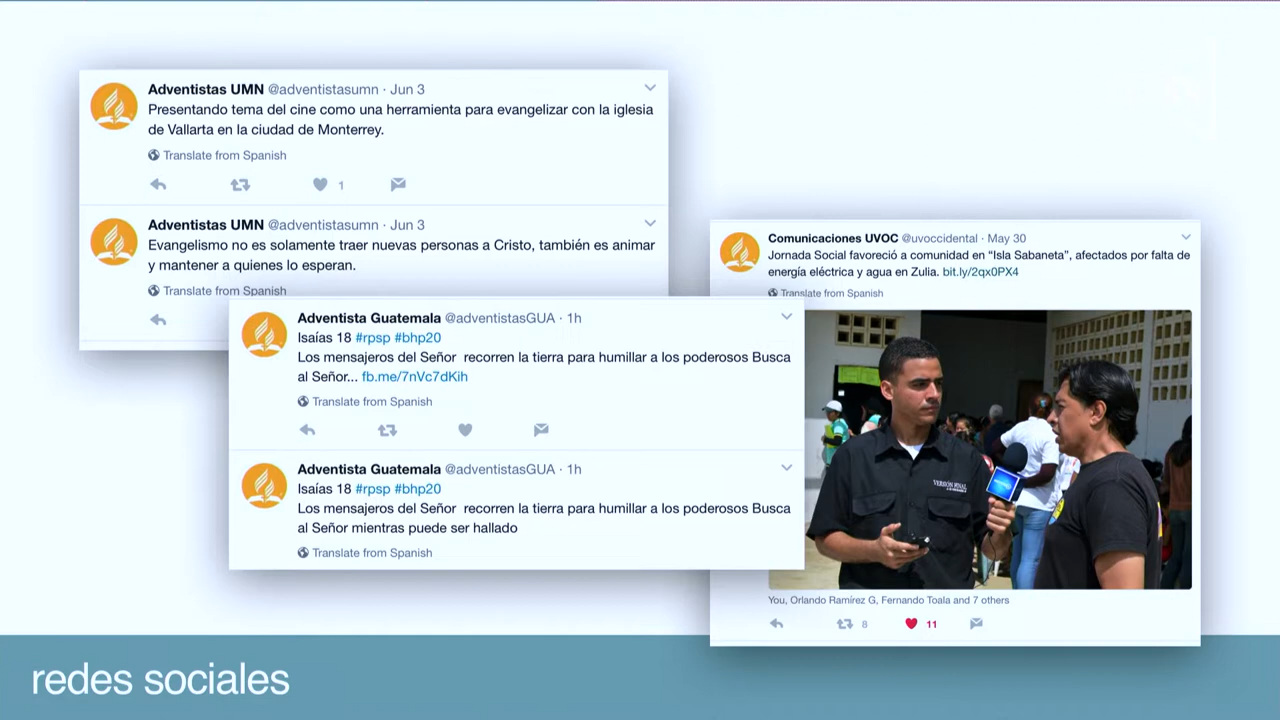 Adventistas UMN @adventistasumn · Jun 3
Presentando tema del cine como una herramienta para evangelizar con la iglesia
de Vallarta en la ciudad de Monterrey.
Translate from Spanish
1
Adventistas UMN @adventistasumn · Jun 3
Evangelismo no es solamente traer nuevas personas a Cristo, también es animar
y mantener a quienes lo esperan.
Translate from Spanish
Adventista Guatemala @adventistasGUA · 1h
Isaías 18 #rpsp #bhp20
Los mensajeros del Señor recorren la tierra para humillar a los poderosos Busca
al Señor... fb.me/7nVc7dKih
Translate from Spanish
Adventista Guatemala @adventistasGUA · 1h
Isaías 18 #rpsp #bhp20
Los mensajeros del Señor recorren la tierra para humillar a los poderosos Busca
al Señor mientras puede ser hallado
Translate from Spanish
Comunicaciones UVOC @uvoccidental · May 30
Jornada Social favoreció a comunidad en “Isla Sabaneta”, afectados por falta de
energía eléctrica y agua en Zulia. bit.ly/2qx0PX4
Translate from Spanish
VERSIÓN FINAL
You, Orlando Ramírez G, Fernando Toala and 7 others
8 11
redes sociales